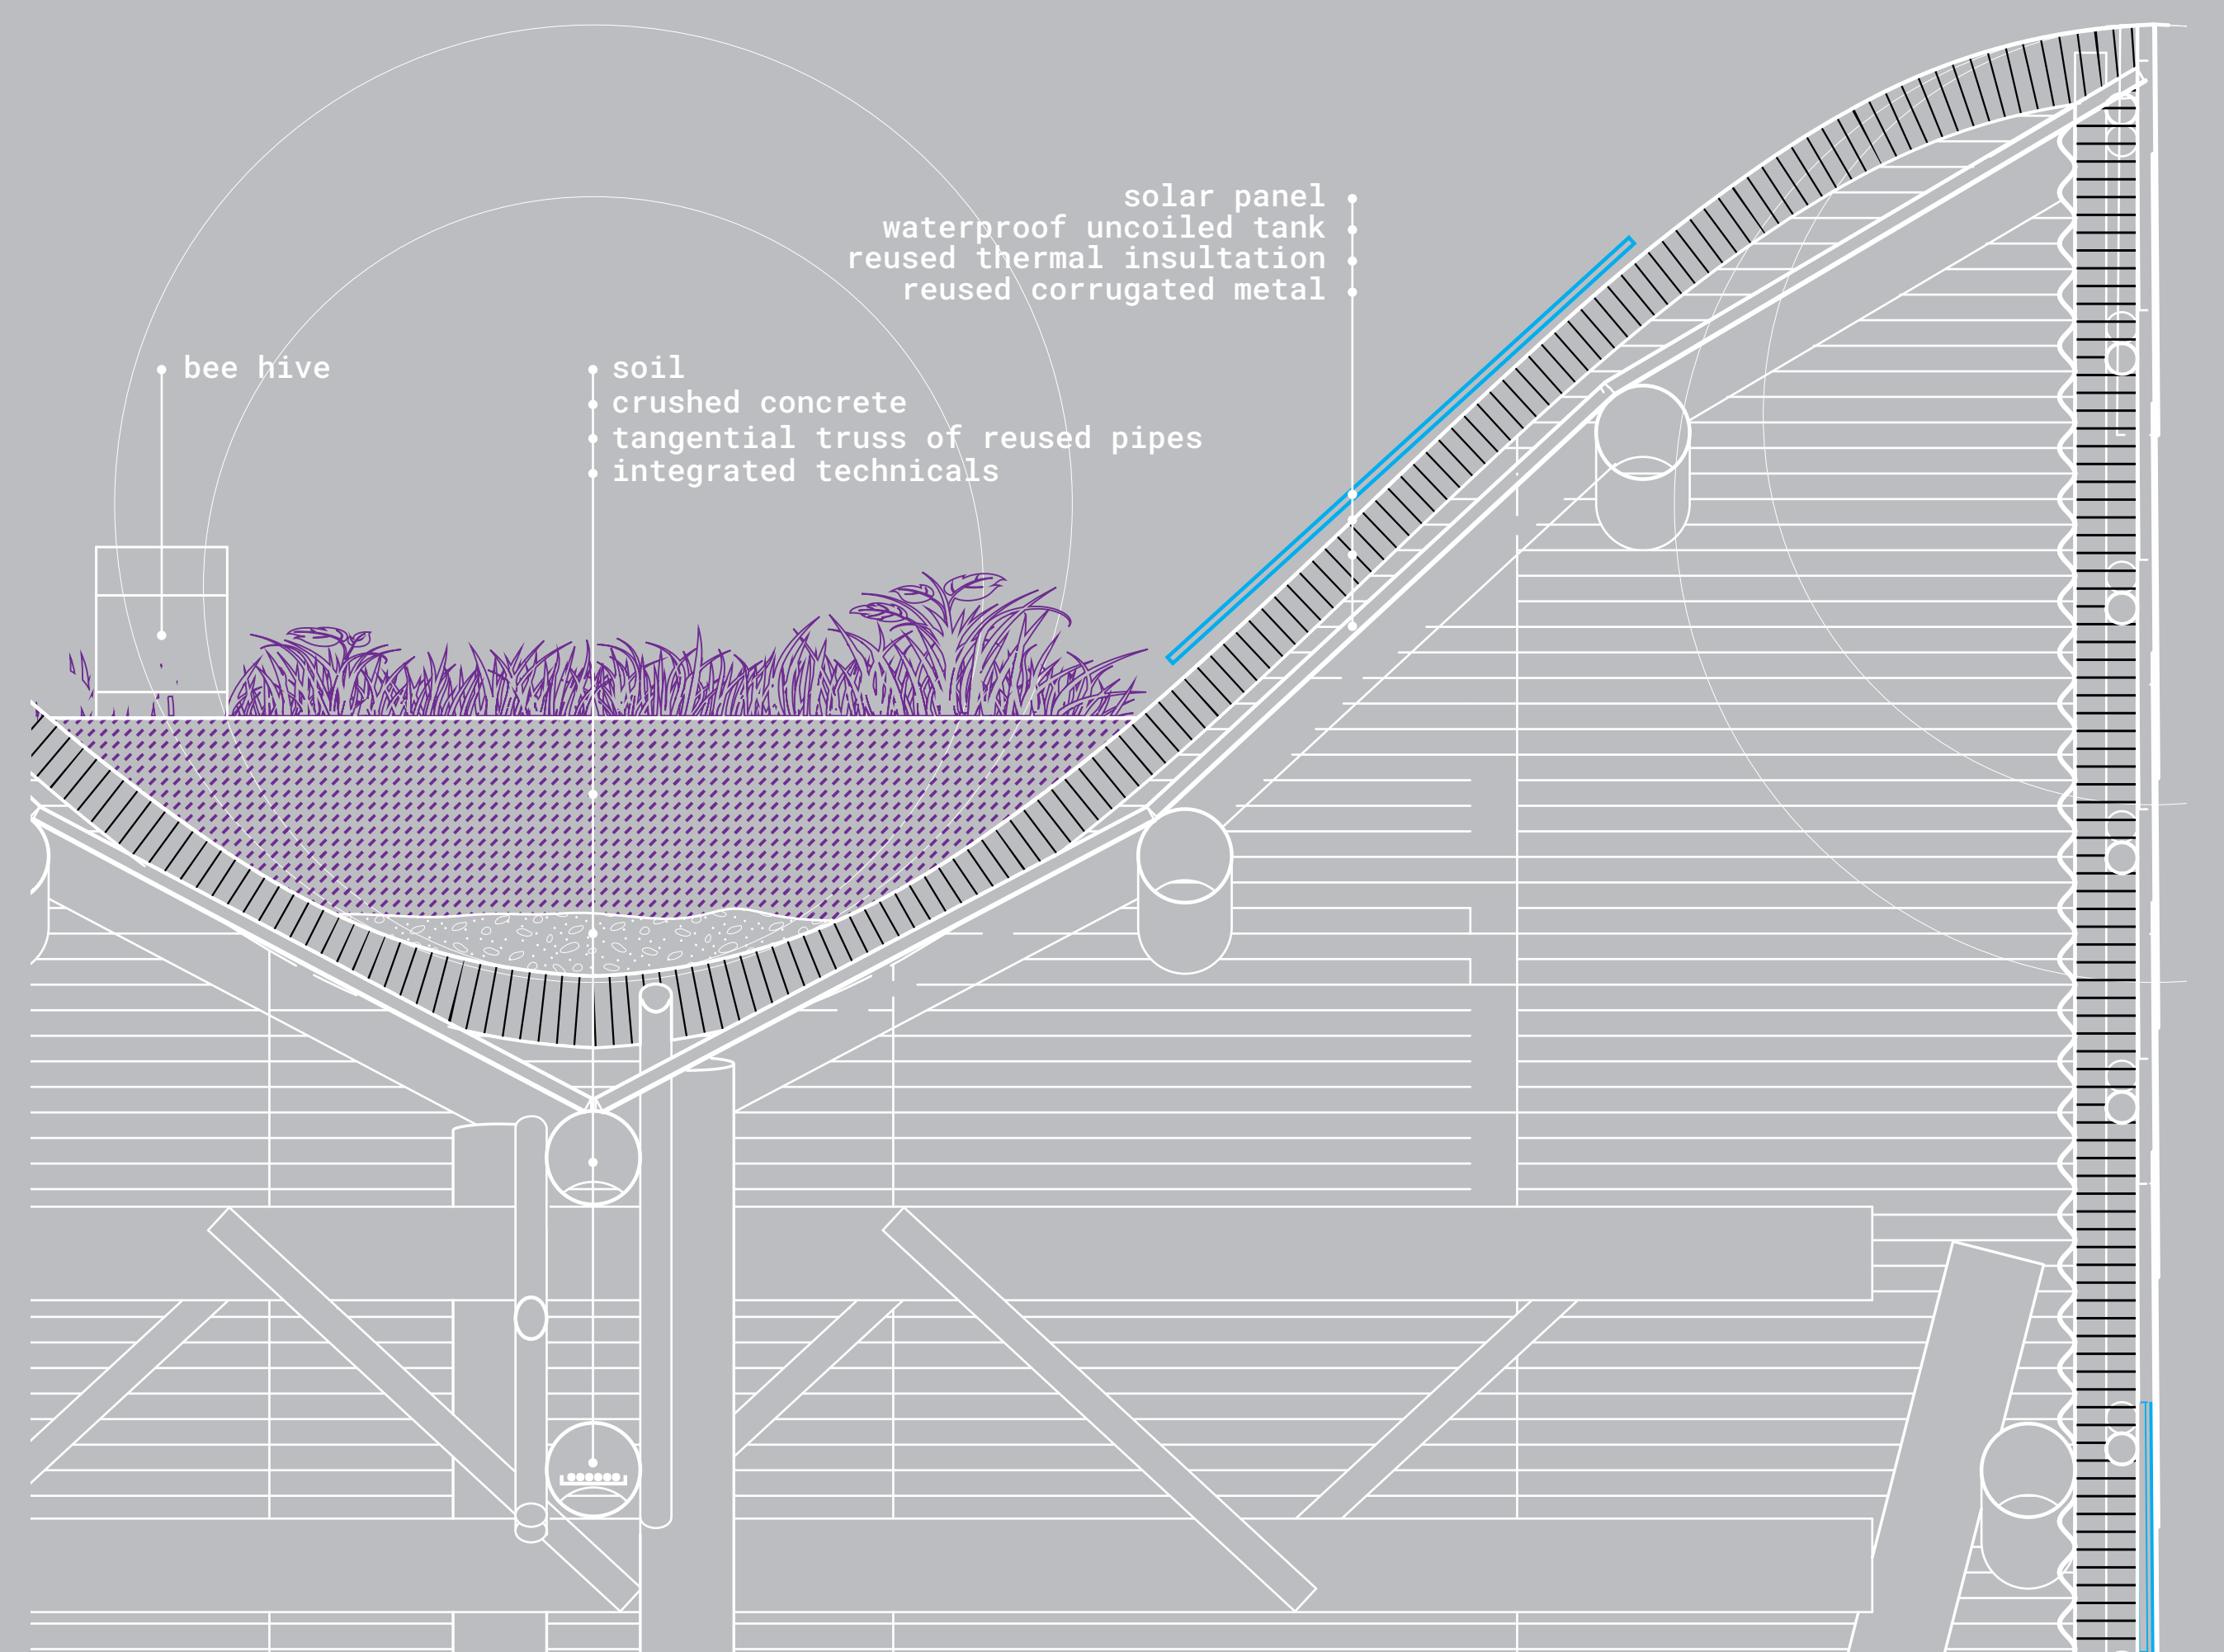 solar panel
waterproof uncoiled tank
reused thermal insultation
reused corrugated metal
bee hive
soil
crushed concrete
tangential truss of reused pipes
integrated technicals